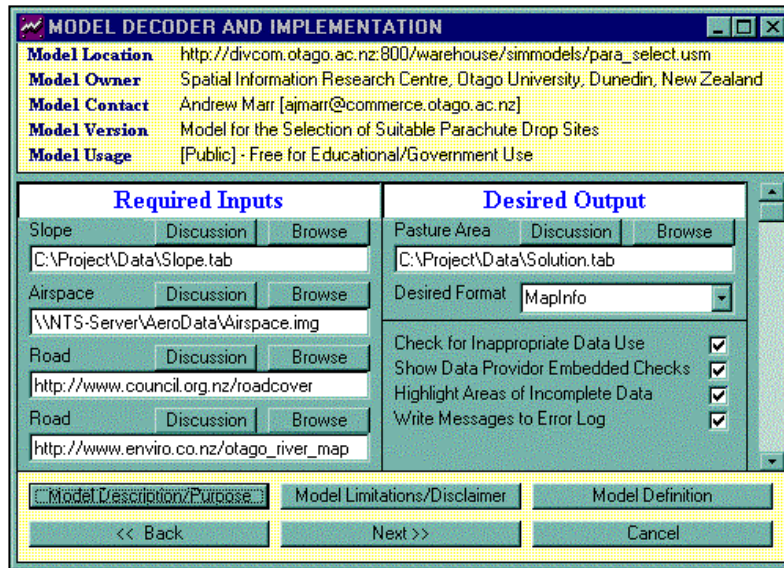 MODEL DECODER AND IMPLEMENTATION
Model Location http://divcom.otago.ac.nz:800/warehouse/simmodels/para_select.usm
Model Owner Spatial Information Research Centre, Otago University, Dunedin, New Zealand
Model Contact Andrew Marr [ajmarr@commerce.otago.ac.nz]
Model Version Model for the Selection of Suitable Parachute Drop Sites
Model Usage [Public] - Free for Educational/Government Use
Required Inputs
Slope Discussion Browse
C:\Project\Data\Slope.tab
Airspace Discussion Browse
\\NTS-Server\AeroData\Airspace.img
Road Discussion Browse
http://www.council.org.nz/roadcover
Road Discussion Browse
http://www.enviro.co.nz/otago_river_map
Desired Output
Pasture Area Discussion Browse
C:\Project\Data\Solution.tab
Desired Format MapInfo
Check for Inappropriate Data Use
Show Data Providor Embedded Checks
Highlight Areas of Incomplete Data
Write Messages to Error Log
Model Description/Purpose Model Limitations/Disclaimer Model Definition
<< Back Next >> Cancel